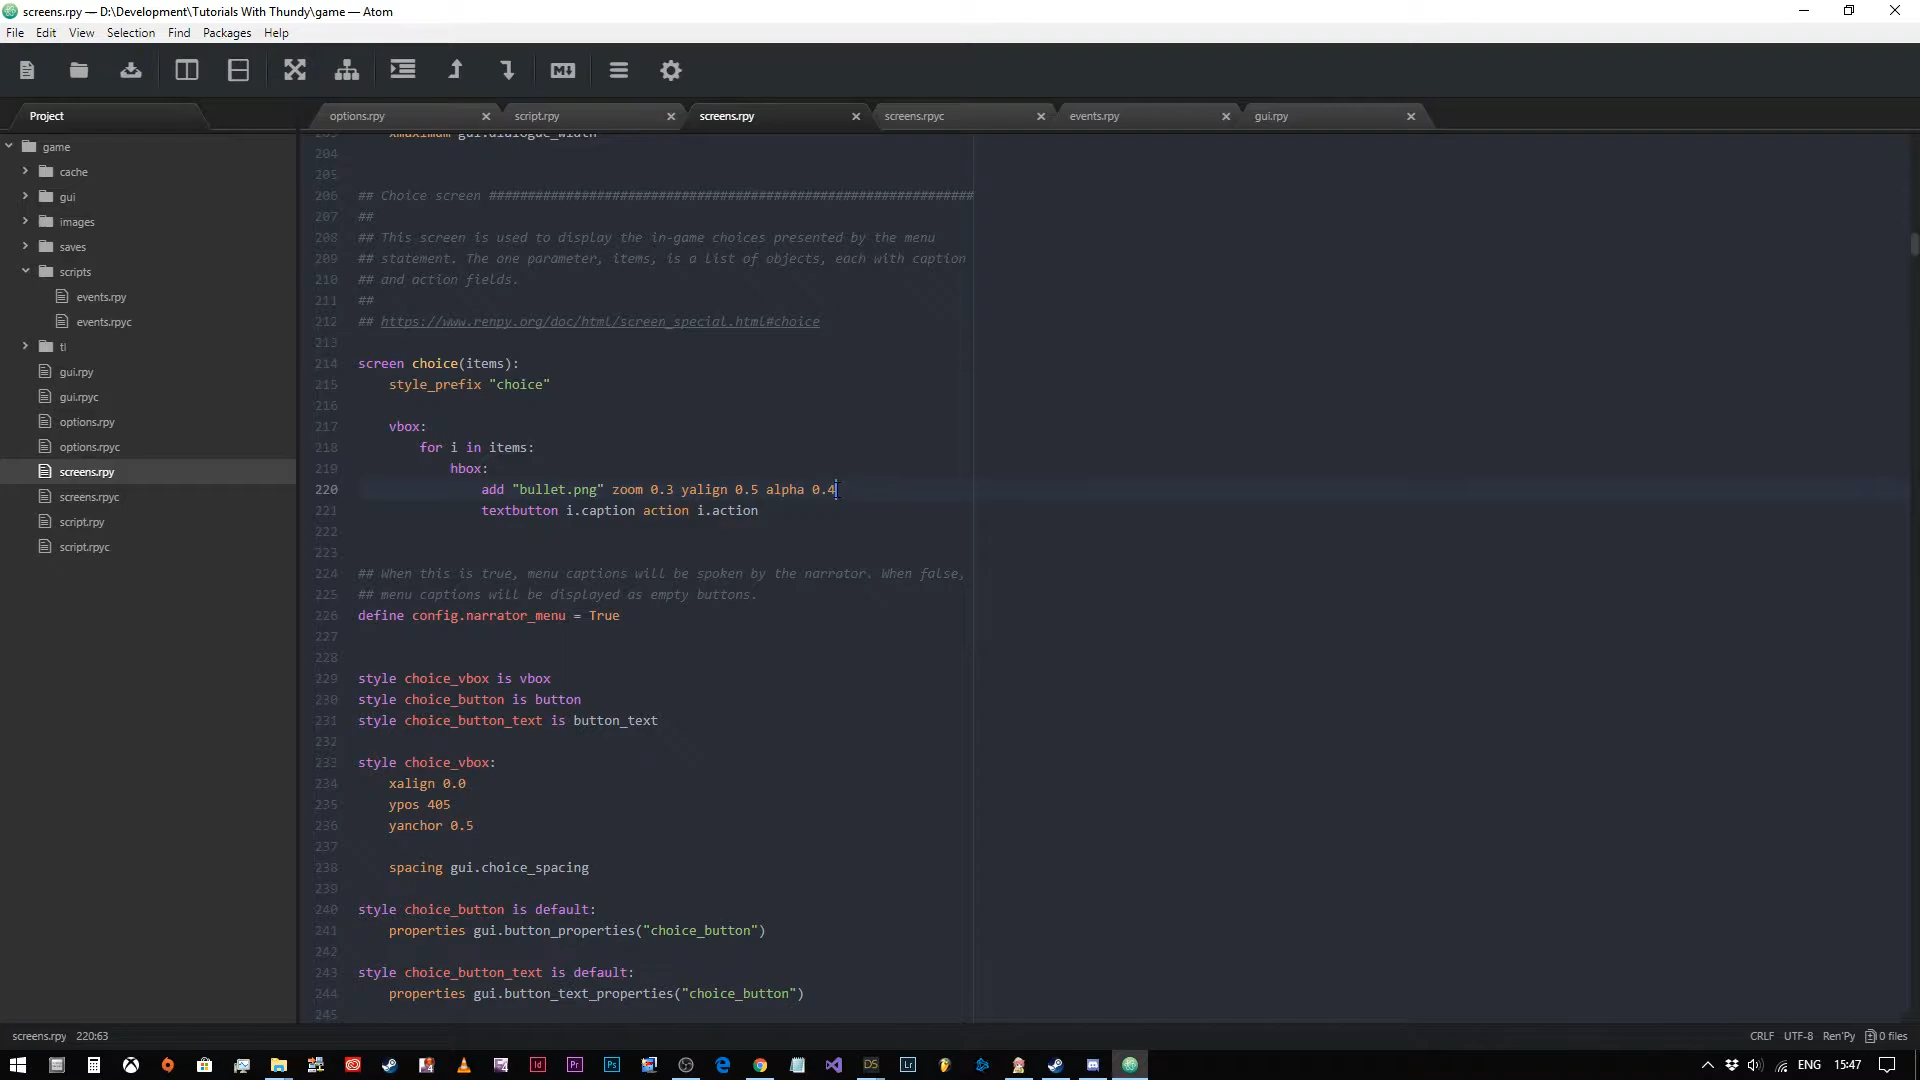 screens.rpy — D:\Development\Tutorials With Thundy\game — Atom
File Edit View Selection Find Packages Help
Project
options.rpy script.rpy screens.rpy screens.rpyc events.rpy gui.rpy
game
cache
gui
images
saves
scripts
events.rpy
events.rpyc
tl
gui.rpy
gui.rpyc
options.rpy
options.rpyc
screens.rpy
screens.rpyc
script.rpy
script.rpyc
203 xmaximum gui.dialogue_width
204
205
206 ## Choice screen ###############################################################
207 ##
208 ## This screen is used to display the in-game choices presented by the menu
209 ## statement. The one parameter, items, is a list of objects, each with caption
210 ## and action fields.
211 ##
212 ## https://www.renpy.org/doc/html/screen_special.html#choice
213
214 screen choice(items):
215 style_prefix "choice"
216
217 vbox:
218 for i in items:
219 hbox:
220 add "bullet.png" zoom 0.3 yalign 0.5 alpha 0.4
221 textbutton i.caption action i.action
222
223
224 ## When this is true, menu captions will be spoken by the narrator. When false,
225 ## menu captions will be displayed as empty buttons.
226 define config.narrator_menu = True
227
228
229 style choice_vbox is vbox
230 style choice_button is button
231 style choice_button_text is button_text
232
233 style choice_vbox:
234 xalign 0.0
235 ypos 405
236 yanchor 0.5
237
238 spacing gui.choice_spacing
239
240 style choice_button is default:
241 properties gui.button_properties("choice_button")
242
243 style choice_button_text is default:
244 properties gui.button_text_properties("choice_button")
245
screens.rpy 220:63
CRLF UTF-8 Ren'Py 0 files
ENG 15:47